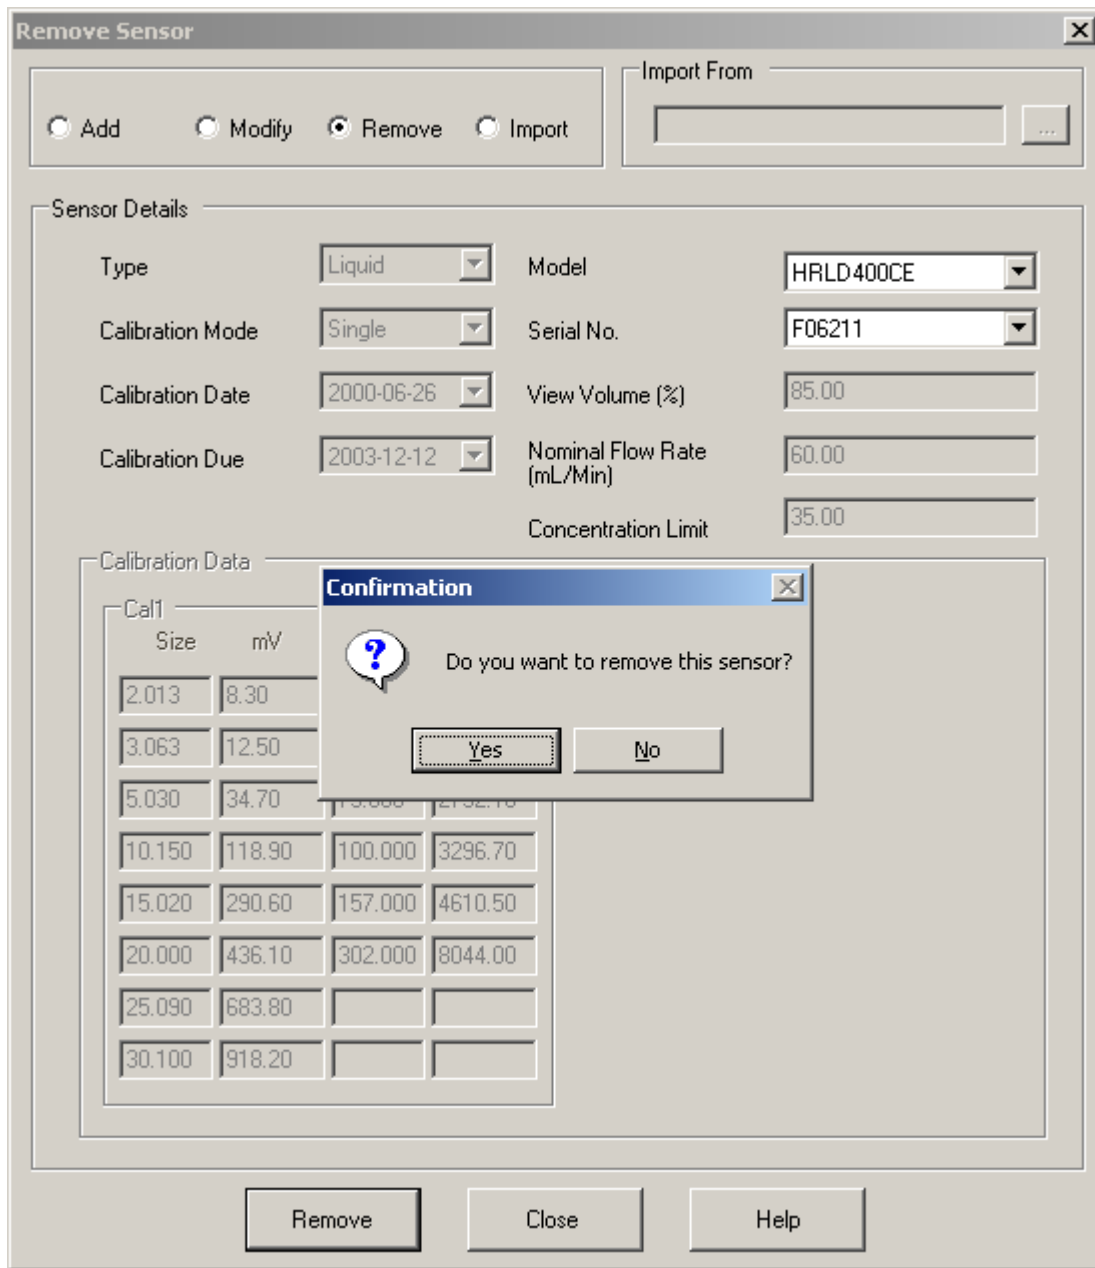 Remove Sensor
Import From
Add Modify Remove Import ...
Sensor Details
Type Liquid Model HRLD400CE
Calibration Mode Single Serial No. F06211
Calibration Date 2000-06-26 View Volume (%) 85.00
Calibration Due 2003-12-12 Nominal Flow Rate 60.00
(mL/Min)
Concentration Limit 35.00
Calibration Data
Confirmation
Cal1
Size mV
Do you want to remove this sensor?
2.013 8.30
3.063 12.50
Yes No
5.030 34.70
10.150 118.90 100.000 3296.70
15.020 290.60 157.000 4610.50
20.000 436.10 302.000 8044.00
25.090 683.80
30.100 918.20
Remove Close Help